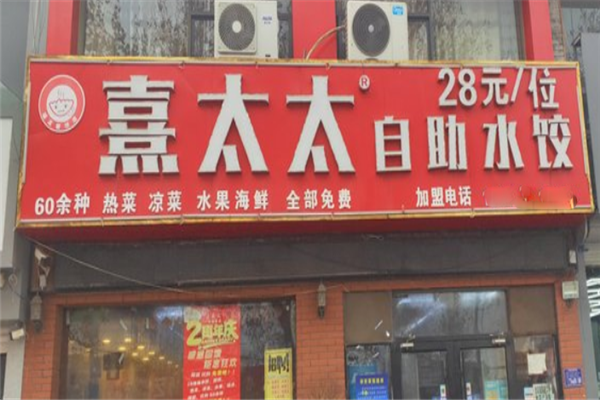 28元/位
熹太太®自助水饺
60余种 热菜 凉菜 水果海鲜 全部免费 加盟电话
2周年庆